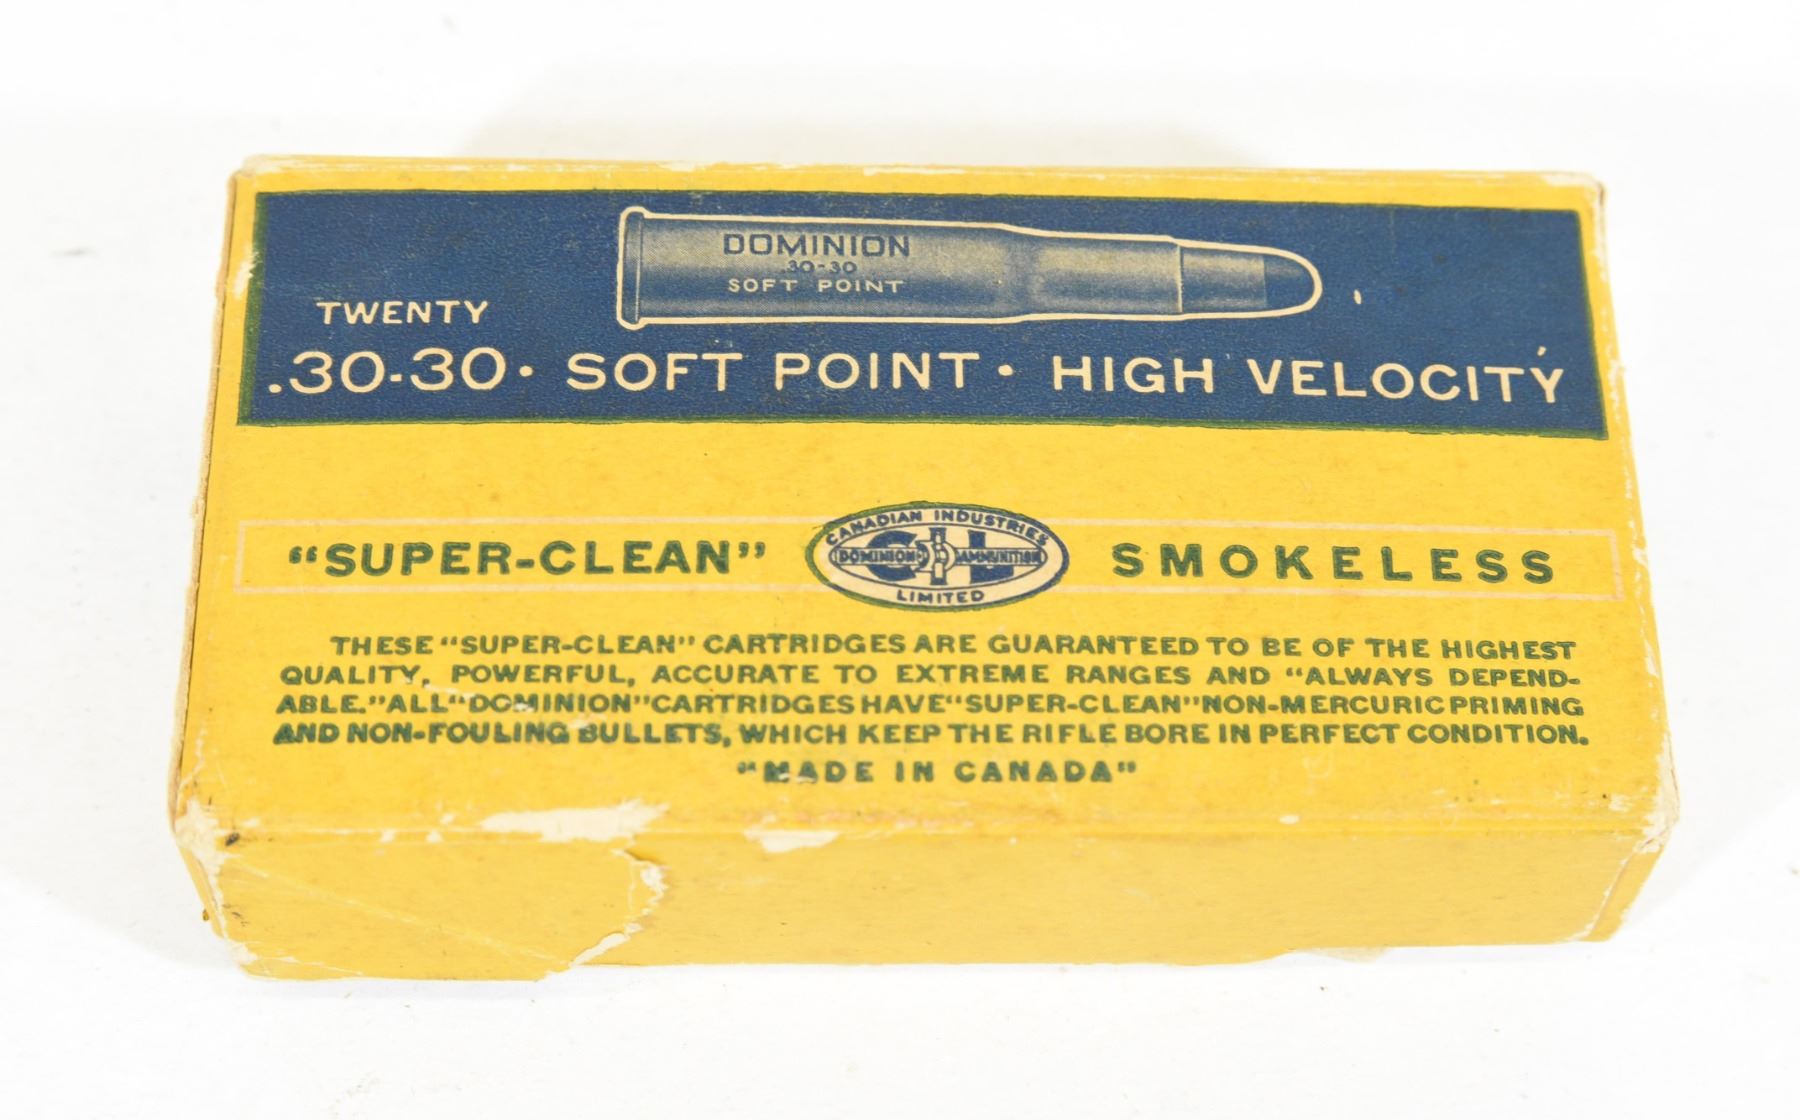 DOMINION
.30-30
SOFT POINT
TWENTY
.30-30 • SOFT POINT • HIGH VELOCITY
"SUPER-CLEAN"
CANADIAN INDUSTRIES
CIL
DOMINION AMMUNITION
LIMITED
SMOKELESS
THESE "SUPER-CLEAN" CARTRIDGES ARE GUARANTEED TO BE OF THE HIGHEST
QUALITY, POWERFUL, ACCURATE TO EXTREME RANGES AND "ALWAYS DEPEND-
ABLE." ALL "DOMINION" CARTRIDGES HAVE "SUPER-CLEAN" NON-MERCURIC PRIMING
AND NON-FOULING BULLETS, WHICH KEEP THE RIFLE BORE IN PERFECT CONDITION.
"MADE IN CANADA"